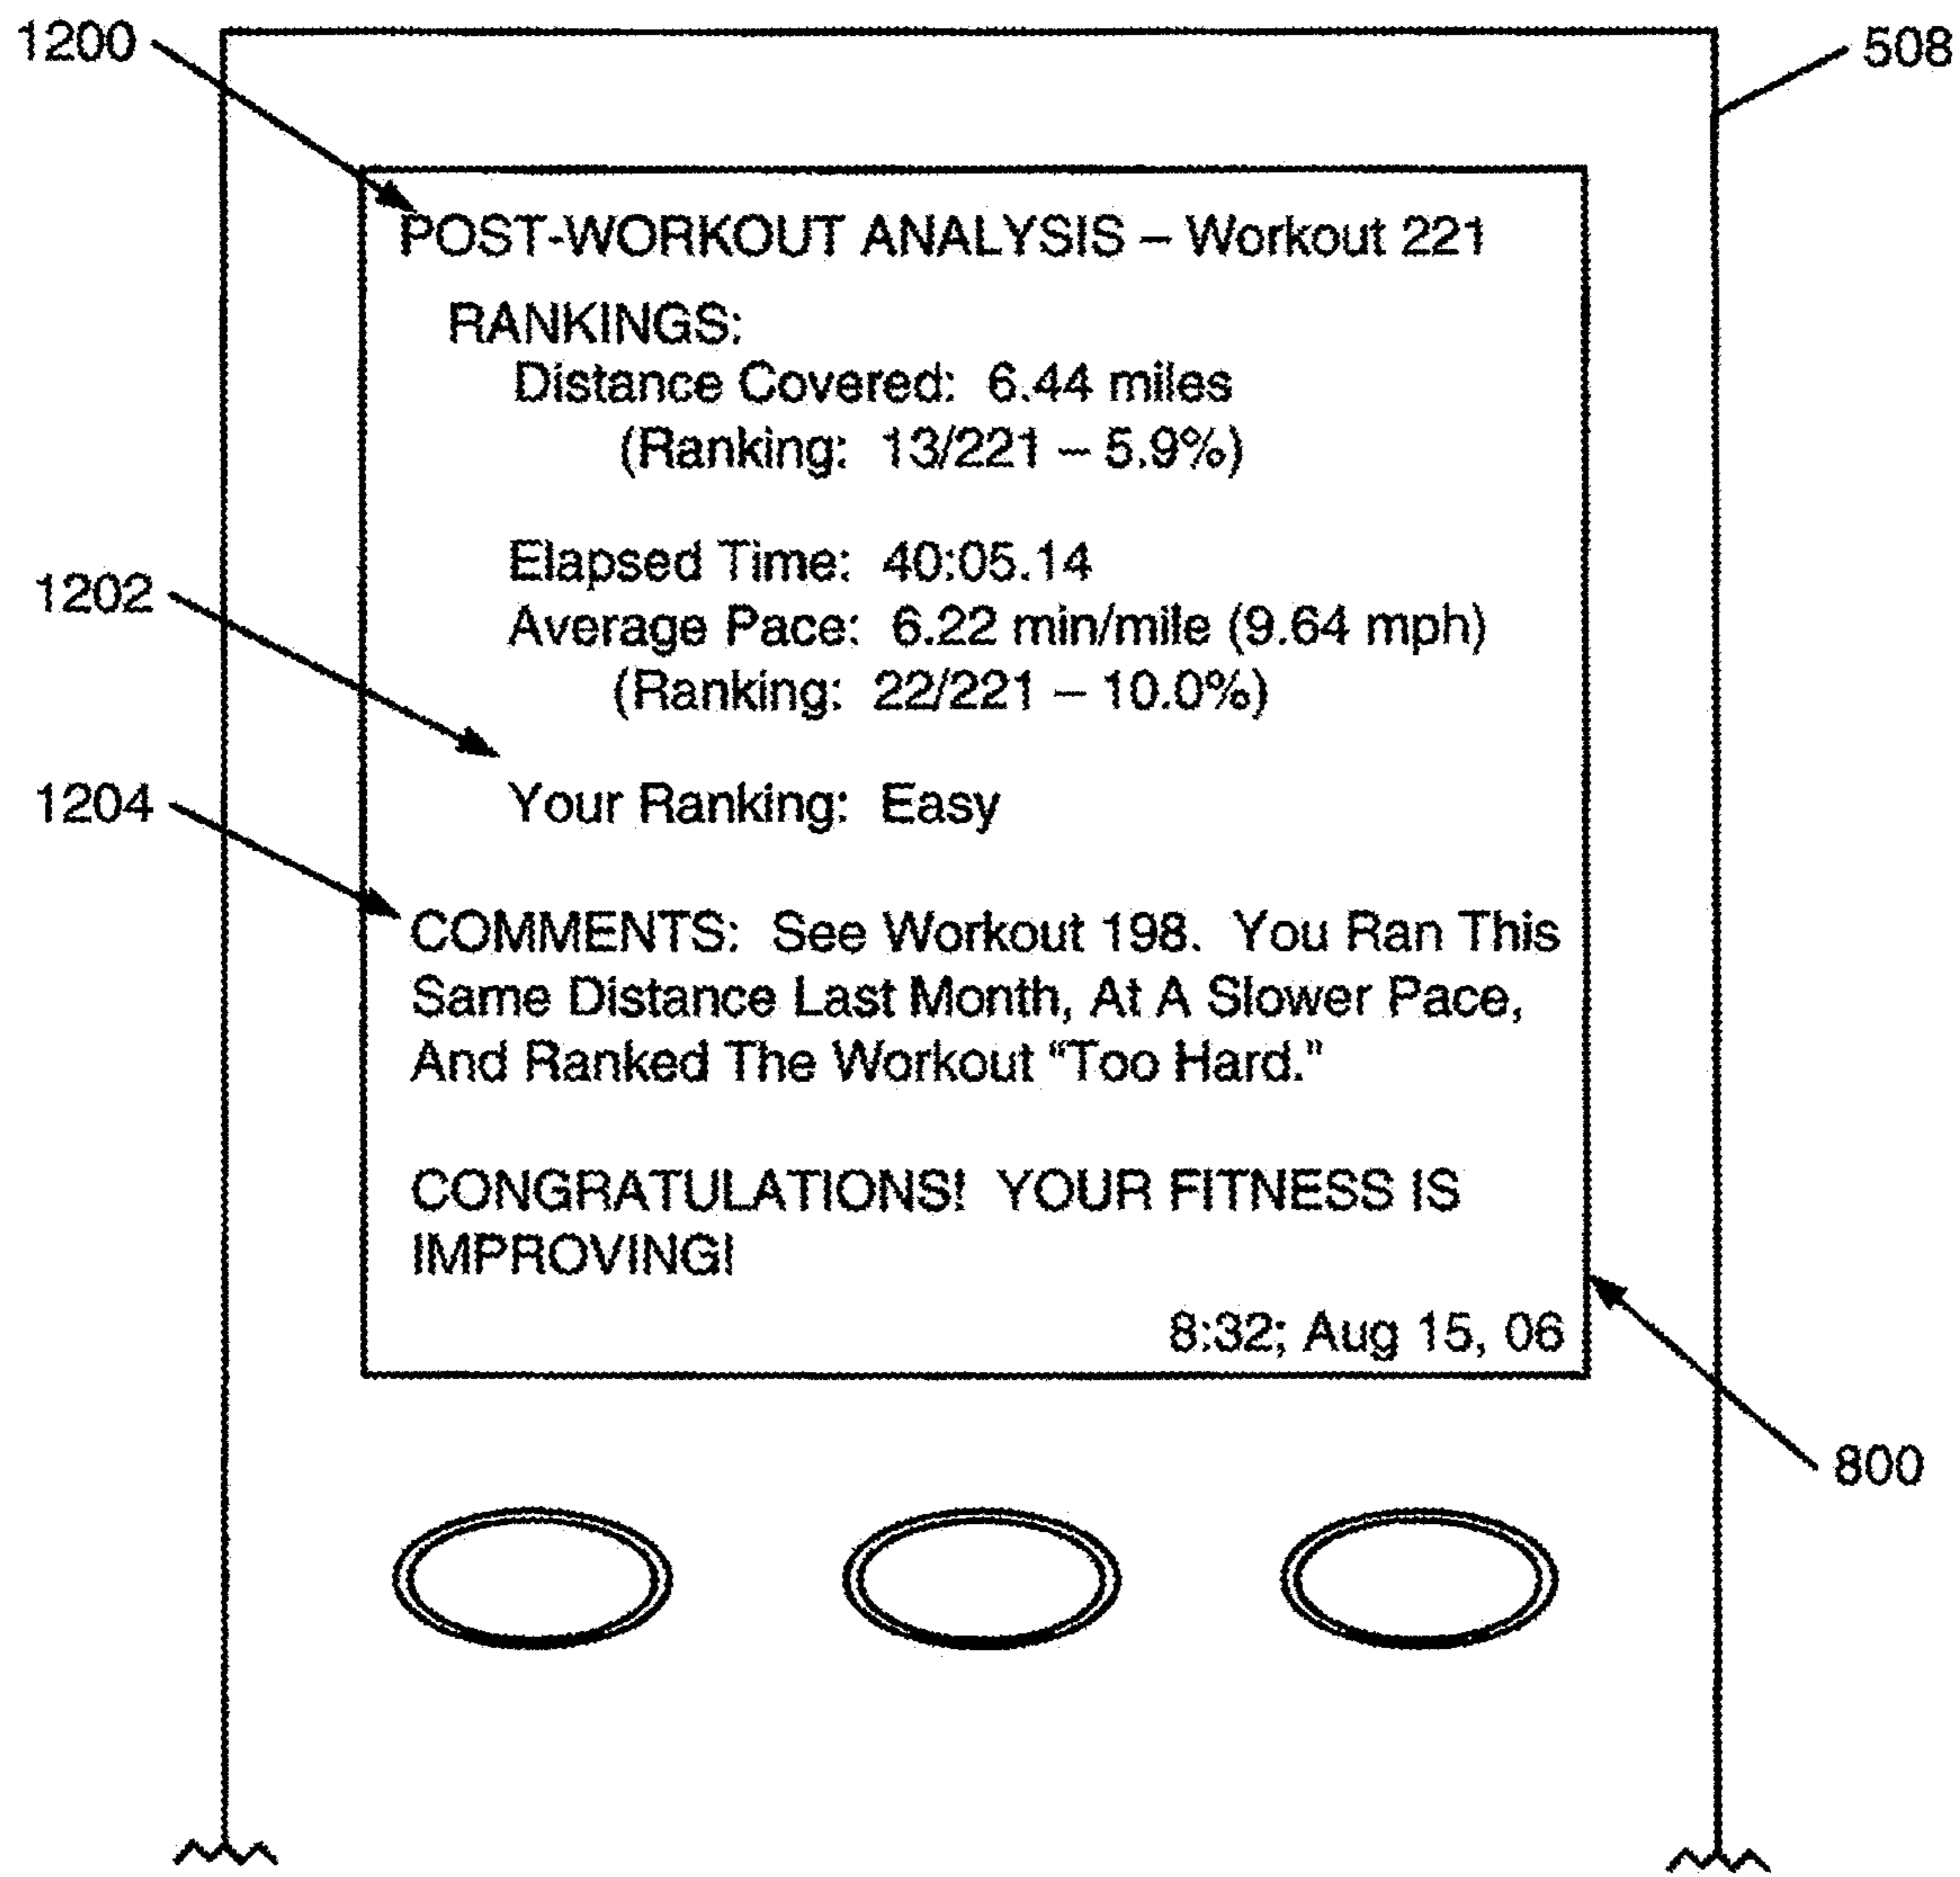 1200
508
POST-WORKOUT ANALYSIS – Workout 221
RANKINGS:
Distance Covered: 6.44 miles
(Ranking: 13/221 – 5.9%)
Elapsed Time: 40:05.14
1202
Average Pace: 6.22 min/mile (9.64 mph)
(Ranking: 22/221 – 10.0%)
1204
Your Ranking: Easy
COMMENTS: See Workout 198. You Ran This
Same Distance Last Month, At A Slower Pace,
And Ranked The Workout “Too Hard.”
CONGRATULATIONS! YOUR FITNESS IS
IMPROVING!
8:32; Aug 15, 06
800